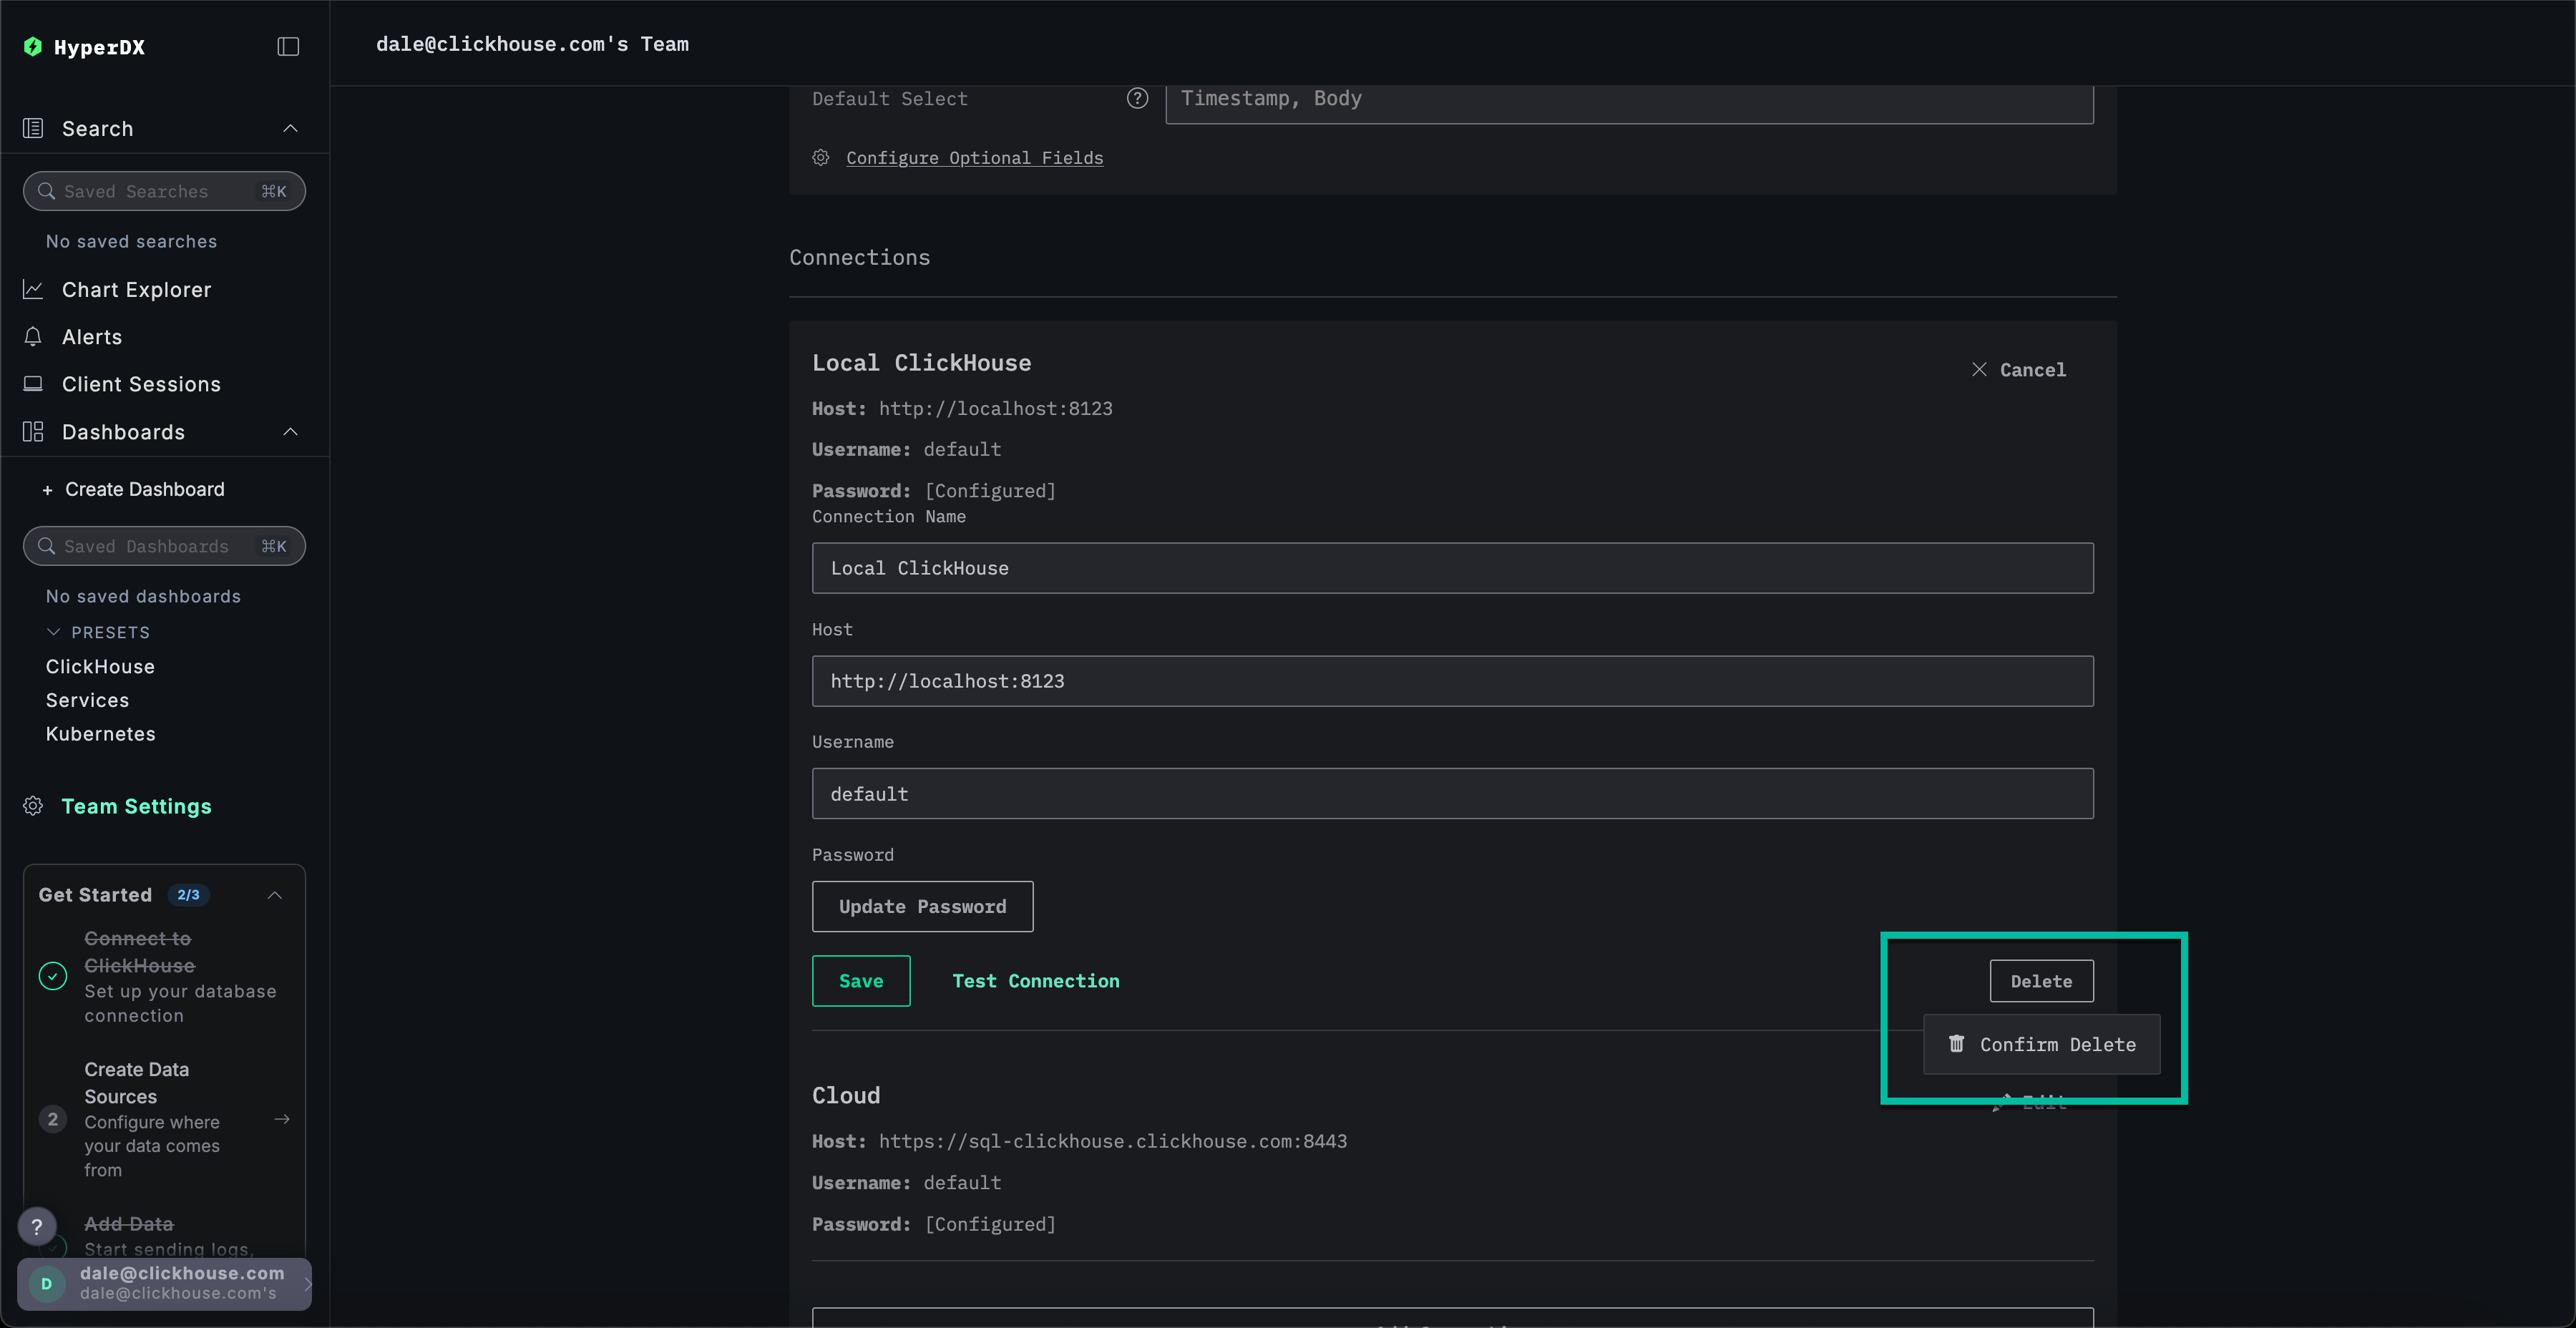 HyperDX
dale@clickhouse.com's Team
Search
Saved Searches ⌘K
No saved searches
Chart Explorer
Alerts
Client Sessions
Dashboards
+ Create Dashboard
Saved Dashboards ⌘K
No saved dashboards
PRESETS
ClickHouse
Services
Kubernetes
Team Settings
Get Started 2/3
Connect to
ClickHouse
Set up your database
connection
2
Create Data
Sources
Configure where
your data comes
from
Add Data
Start sending logs,
?
D
dale@clickhouse.com
dale@clickhouse.com's
Default Select ? Timestamp, Body
Configure Optional Fields
Connections
Local ClickHouse
Cancel
Host: http://localhost:8123
Username: default
Password: [Configured]
Connection Name
Local ClickHouse
Host
http://localhost:8123
Username
default
Password
Update Password
Save Test Connection Delete
Confirm Delete
Cloud
Edit
Host: https://sql-clickhouse.clickhouse.com:8443
Username: default
Password: [Configured]